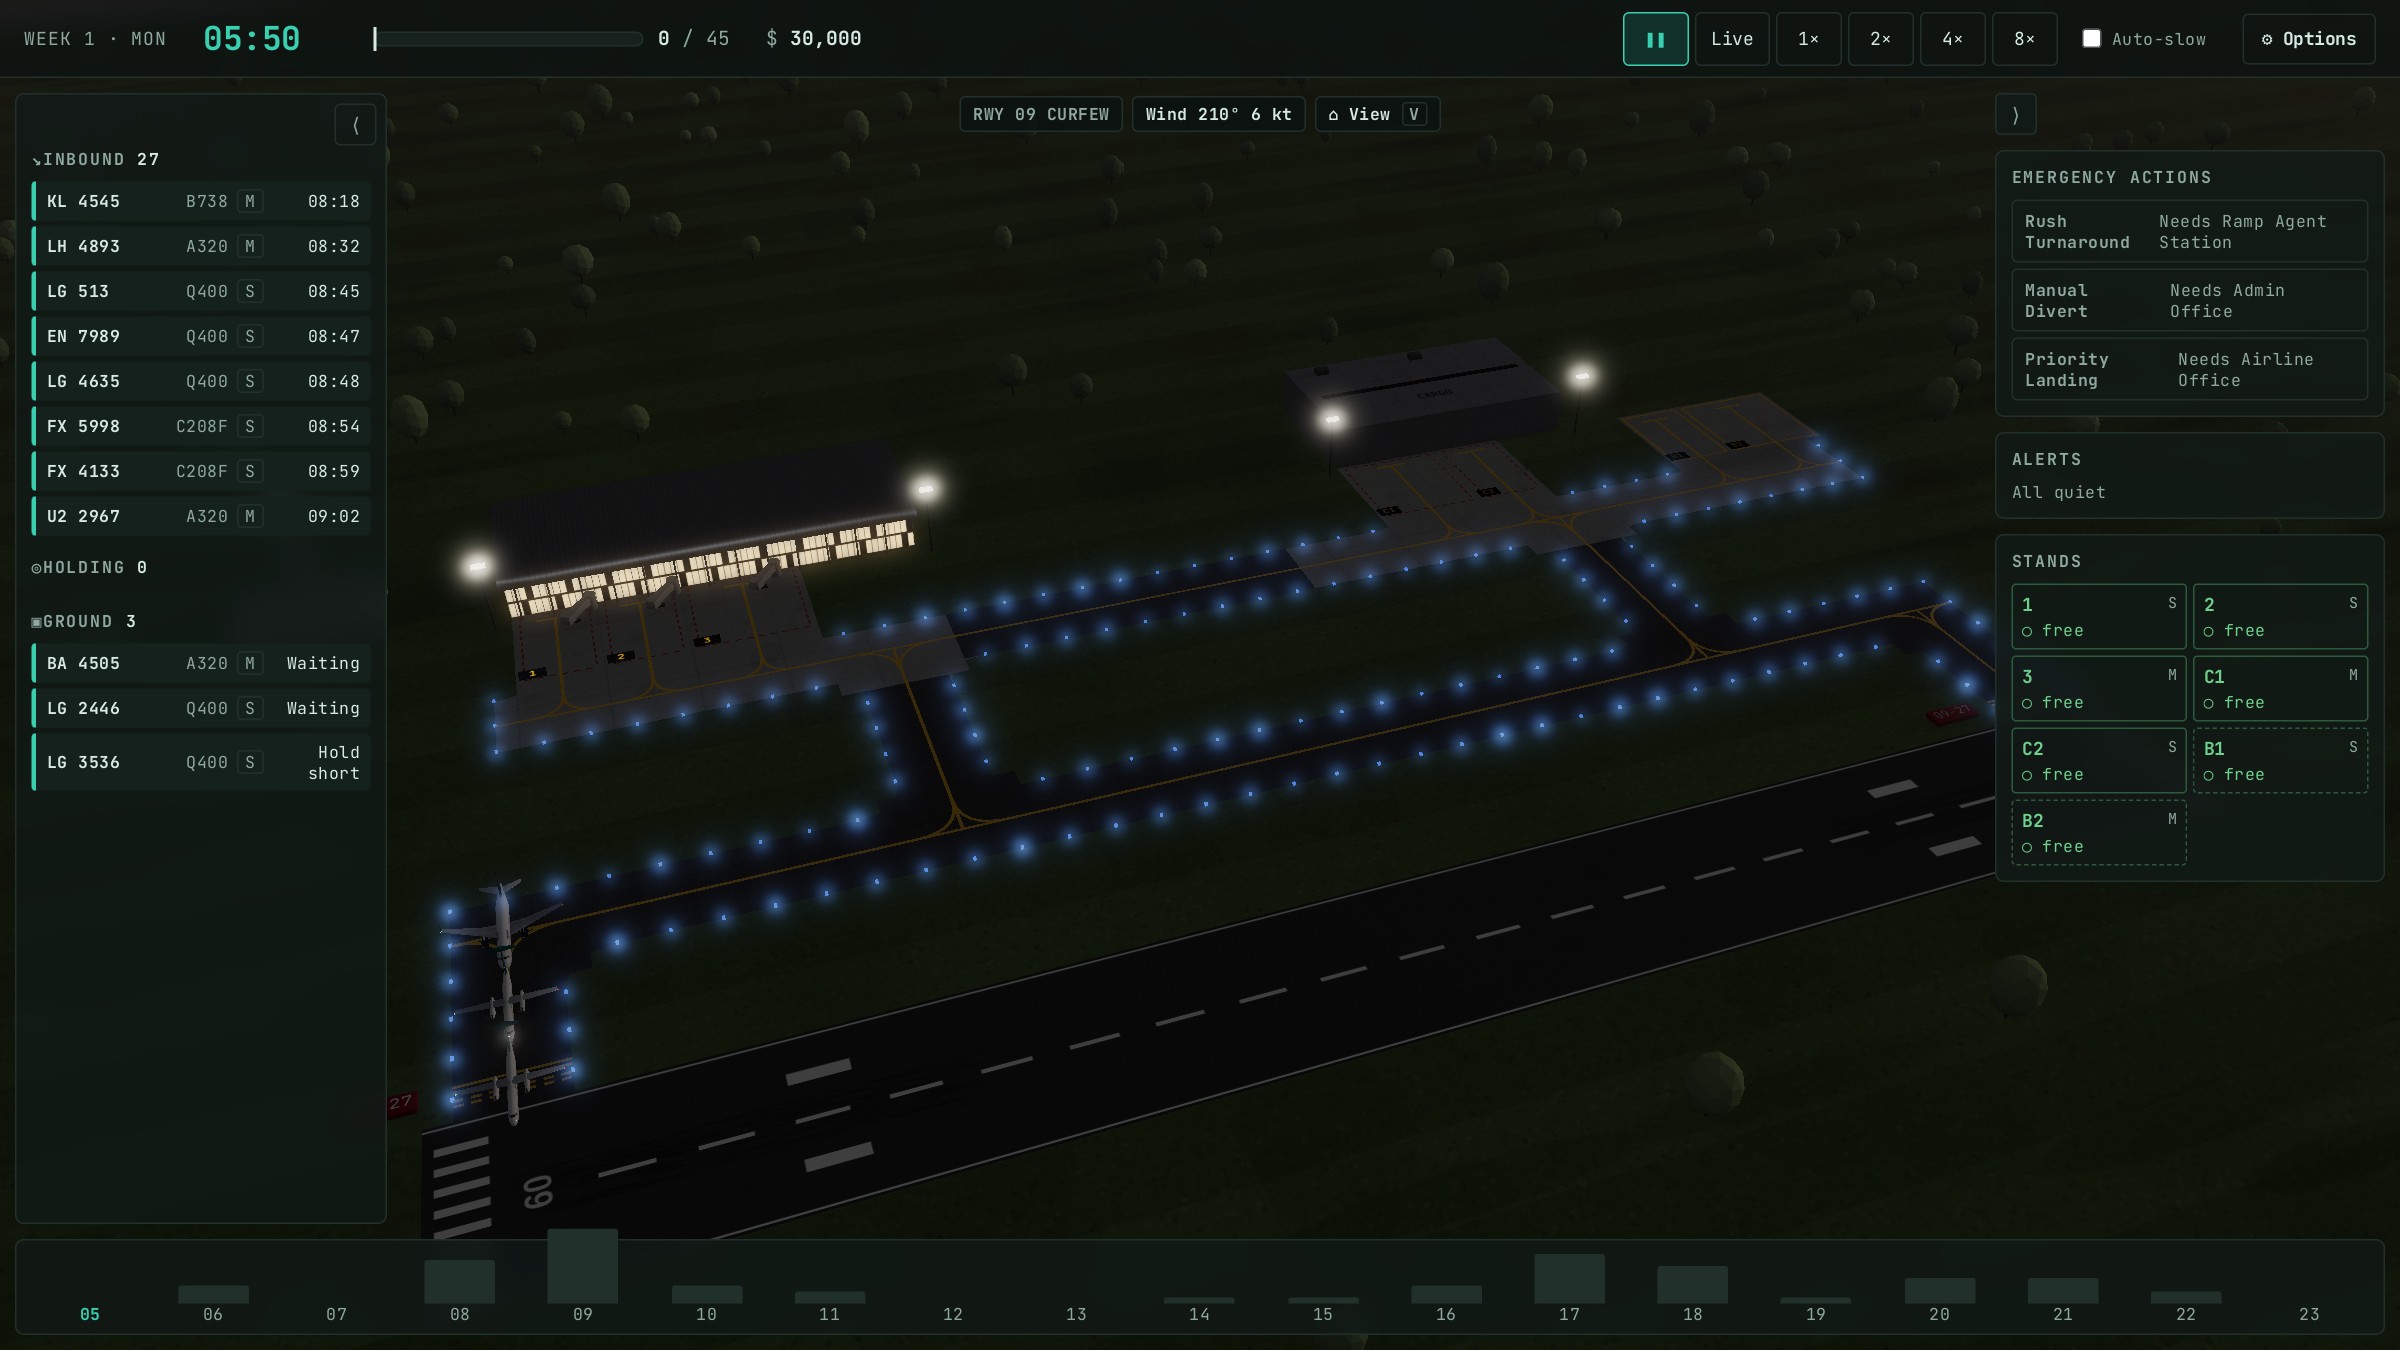 WEEK 1 · MON 05:50 0 / 45 $ 30,000
❚❚ Live 1× 2× 4× 8× Auto-slow ⚙ Options
RWY 09 CURFEW Wind 210° 6 kt ⌂ View V
⟨
↘INBOUND 27
KL 4545 B738 M 08:18
LH 4893 A320 M 08:32
LG 513 Q400 S 08:45
EN 7989 Q400 S 08:47
LG 4635 Q400 S 08:48
FX 5998 C208F S 08:54
FX 4133 C208F S 08:59
U2 2967 A320 M 09:02
◎HOLDING 0
▣GROUND 3
BA 4505 A320 M Waiting
LG 2446 Q400 S Waiting
LG 3536 Q400 S Hold
short
CARGO
1
2
3
09-27
27
09
⟩
EMERGENCY ACTIONS
Rush Needs Ramp Agent
Turnaround Station
Manual Needs Admin
Divert Office
Priority Needs Airline
Landing Office
ALERTS
All quiet
STANDS
1 S
○ free
2 S
○ free
3 M
○ free
C1 M
○ free
C2 S
○ free
B1 S
○ free
B2 M
○ free
05 06 07 08 09 10 11 12 13 14 15 16 17 18 19 20 21 22 23